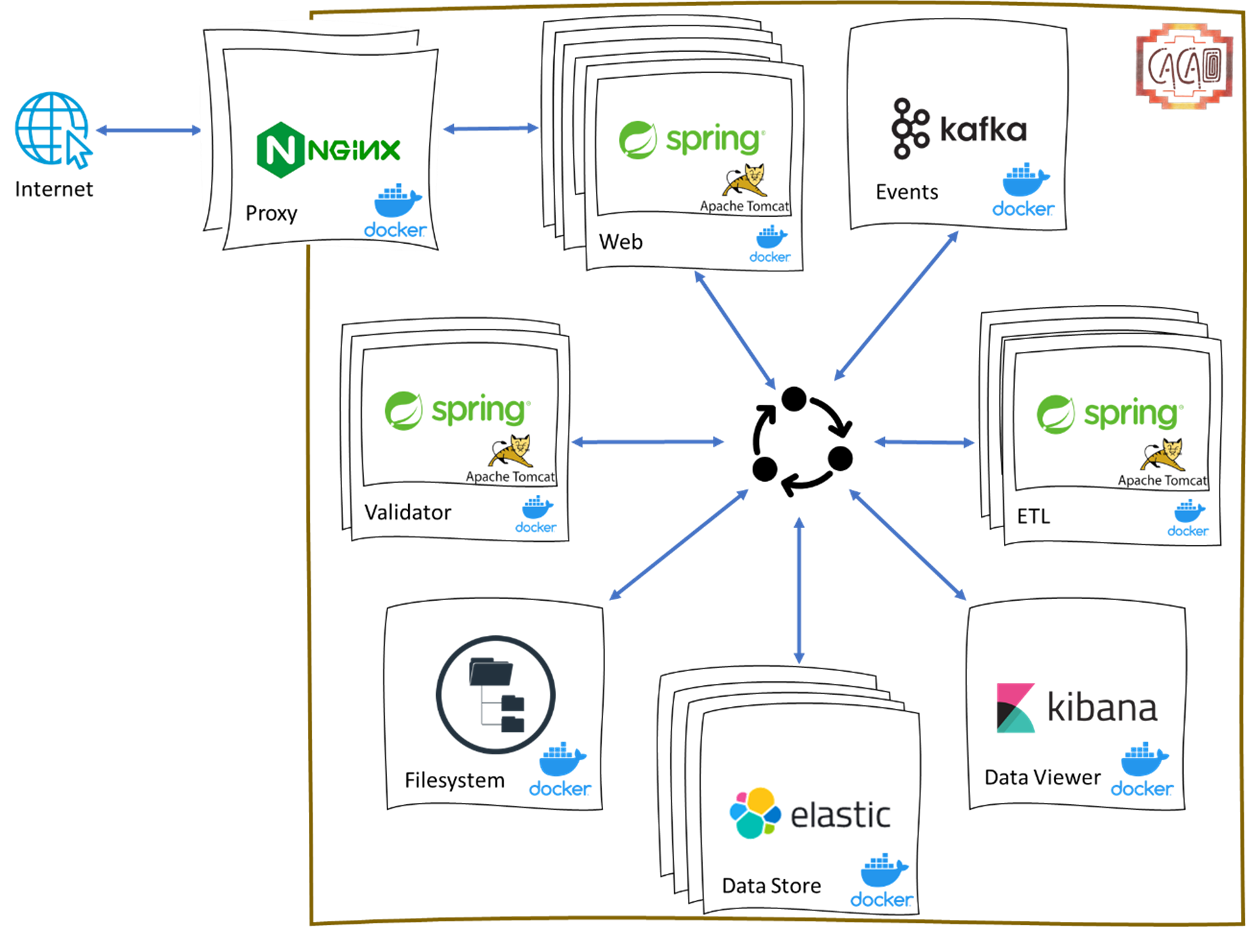 CACAO
NGINX
Proxy
docker
Internet
spring
Apache Tomcat
Web
docker
kafka
Events
docker
spring
Apache Tomcat
Validator
docker
spring
Apache Tomcat
ETL
docker
Filesystem
docker
elastic
Data Store
docker
kibana
Data Viewer
docker